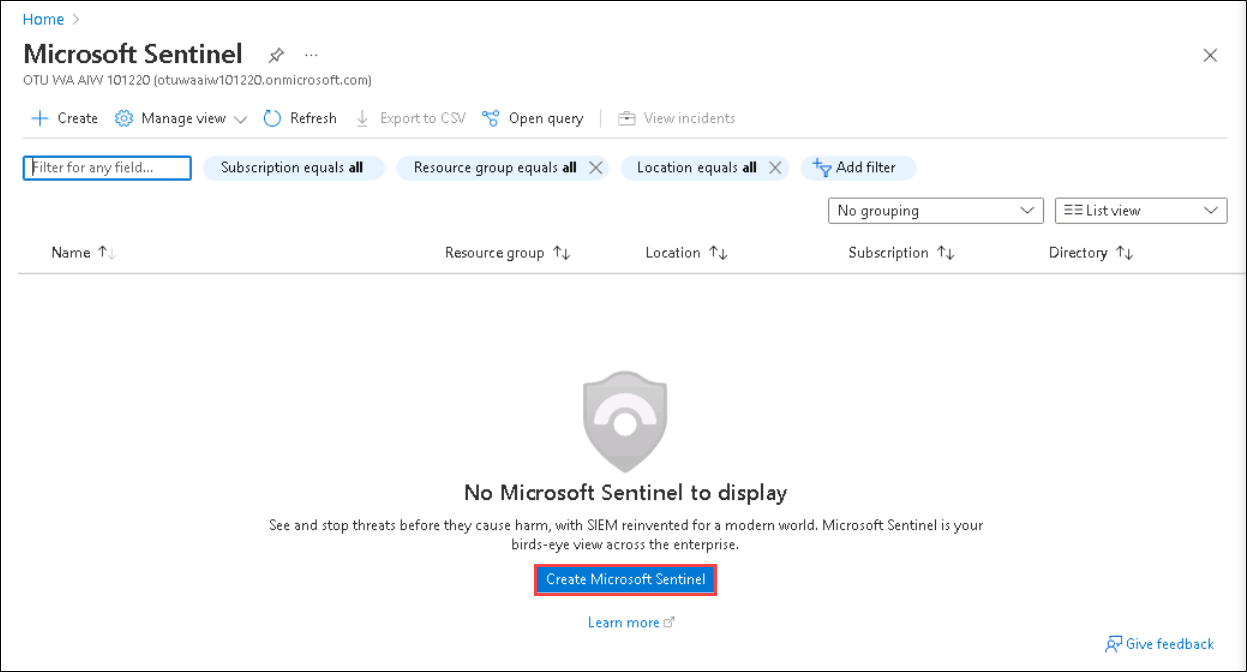 Home
Microsoft Sentinel ...
OTU WA AIW 101220 (otuwaaiw101220.onmicrosoft.com)
Create Manage view Refresh Export to CSV Open query View incidents
Filter for any field... Subscription equals all Resource group equals all Location equals all Add filter
No grouping List view
Name Resource group Location Subscription Directory
No Microsoft Sentinel to display
See and stop threats before they cause harm, with SIEM reinvented for a modern world. Microsoft Sentinel is your
birds-eye view across the enterprise.
Create Microsoft Sentinel
Learn more
Give feedback